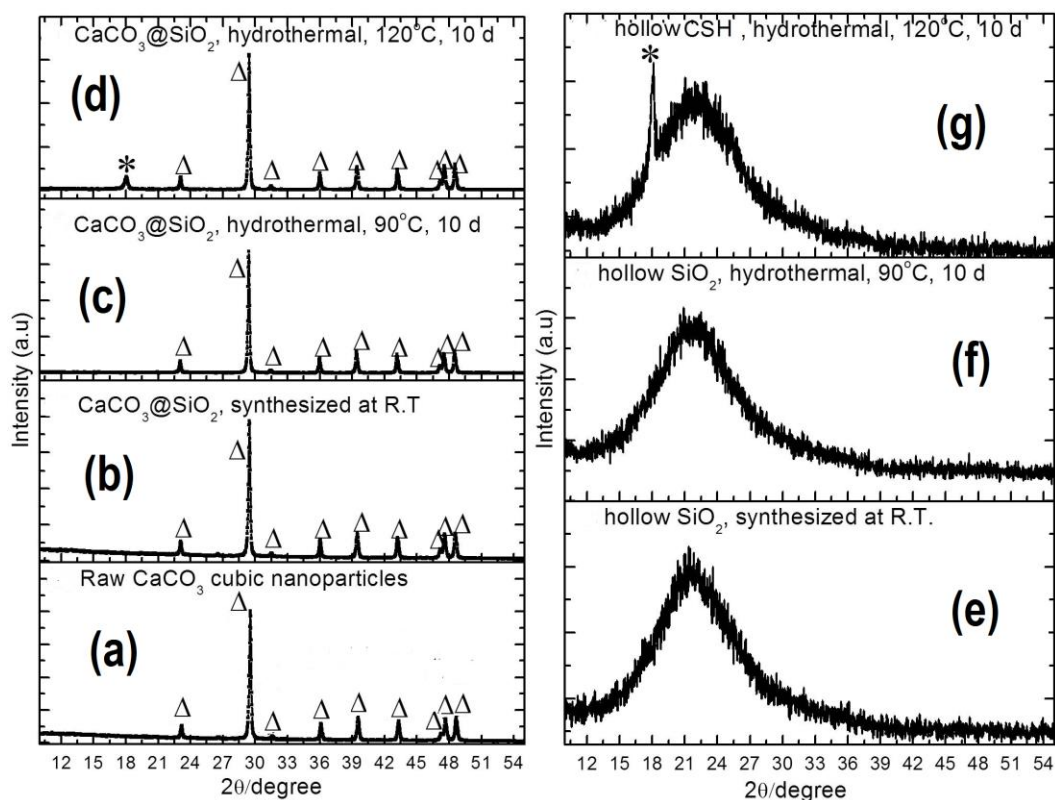 CaCO₃@SiO₂, hydrothermal, 120°C, 10 d
Δ
(d)
*
Δ Δ Δ Δ Δ Δ Δ Δ
CaCO₃@SiO₂, hydrothermal, 90°C, 10 d
Δ
(c)
Δ Δ Δ Δ Δ Δ Δ Δ
CaCO₃@SiO₂, synthesized at R.T
Δ
(b)
Δ Δ Δ Δ Δ Δ Δ Δ
Raw CaCO₃ cubic nanoparticles
Δ
(a)
Δ Δ Δ Δ Δ Δ Δ Δ
Intensity (a.u)
12 15 18 21 24 27 30 33 36 39 42 45 48 51 54
2θ/degree
hollow CSH , hydrothermal, 120°C, 10 d
*
(g)
hollow SiO₂, hydrothermal, 90°C, 10 d
(f)
hollow SiO₂, synthesized at R.T.
(e)
Intensity (a.u)
12 15 18 21 24 27 30 33 36 39 42 45 48 51 54
2θ/degree